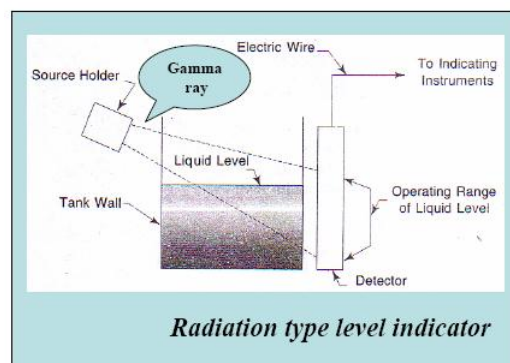 Electric Wire
To Indicating
Instruments
Source Holder
Gamma
ray
Liquid Level
Tank Wall
Operating Range
of Liquid Level
Detector
Radiation type level indicator